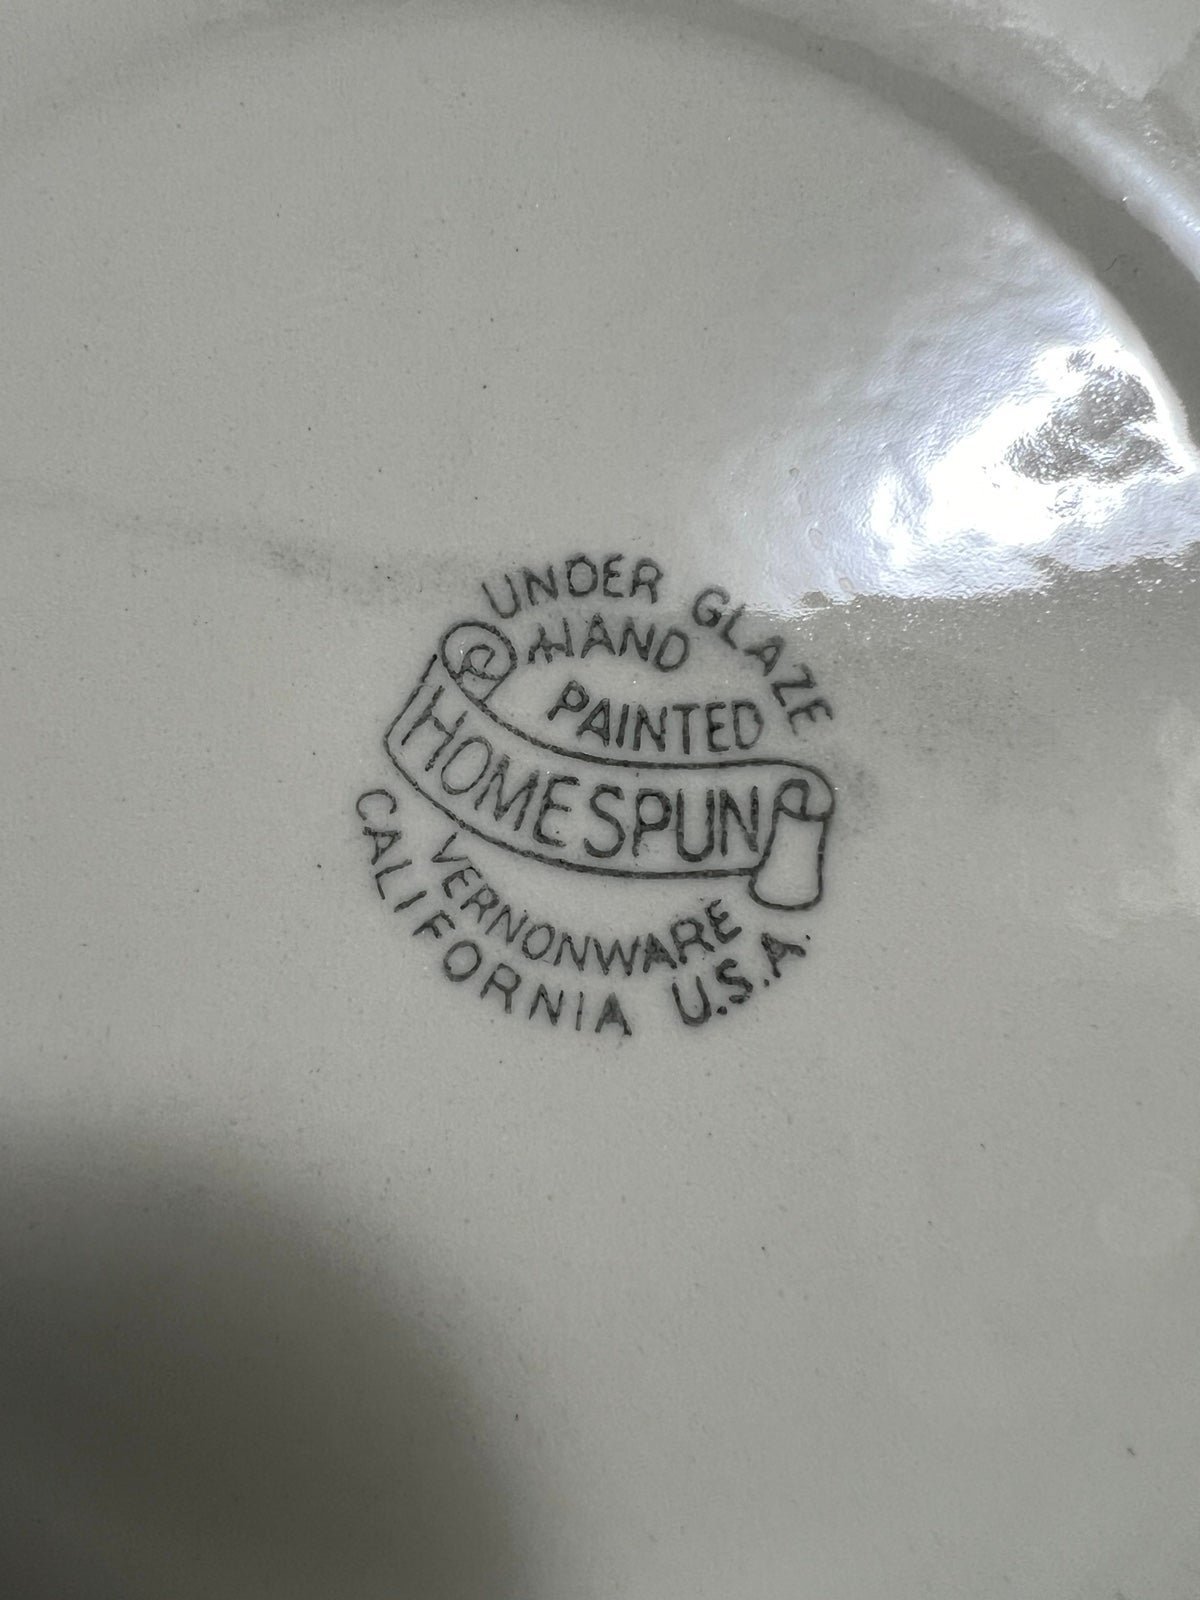 UNDER GLAZE
HAND
PAINTED
HOMESPUN
VERNONWARE
CALIFORNIA U.S.A.